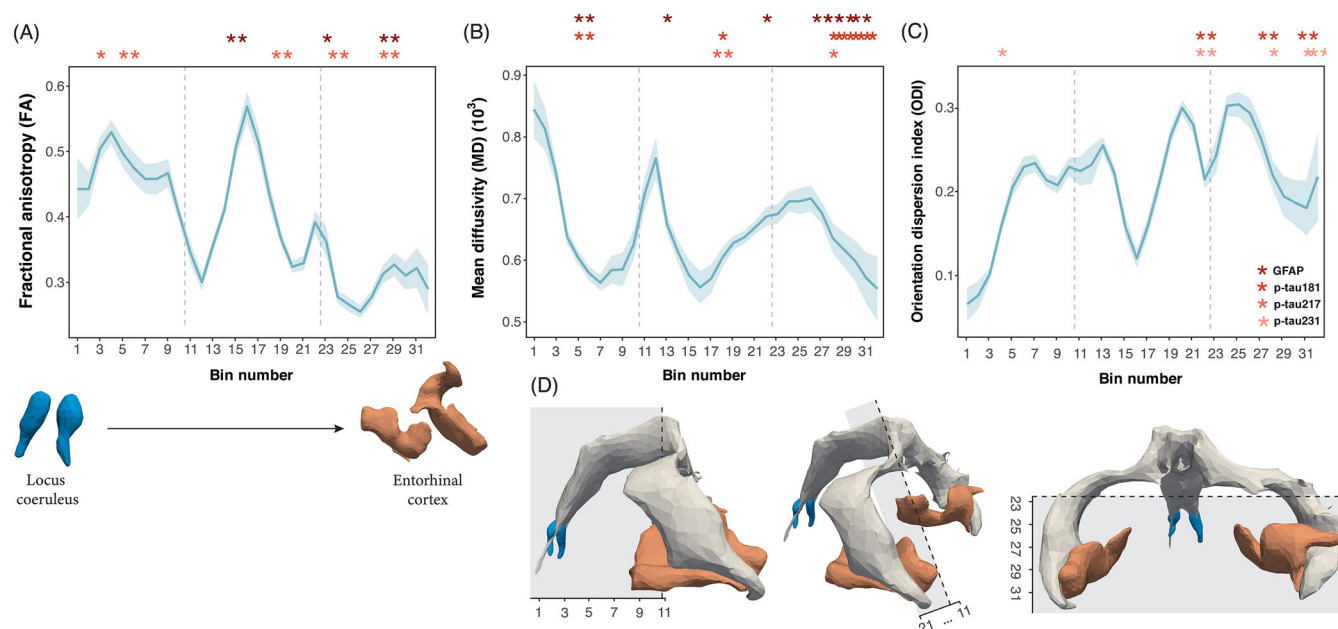 (A)
** * **
* ** ** ** **
Fractional anisotropy (FA)
0.6
0.5
0.4
0.3
1 3 5 7 9 11 13 15 17 19 21 23 25 27 29 31
Bin number
(B)
Mean diffusivity (MD) (10³)
0.9
0.8
0.7
0.6
0.5
1 3 5 7 9 11 13 15 17 19 21 23 25 27 29 31
Bin number
(C)
Orientation dispersion index (ODI)
0.3
0.2
0.1
* GFAP
* p-tau181
* p-tau217
* p-tau231
1 3 5 7 9 11 13 15 17 19 21 23 25 27 29 31
Bin number
Locus
coeruleus
Entorhinal
cortex
(D)
1 3 5 7 9 11
21 ... 11
23
25
27
29
31